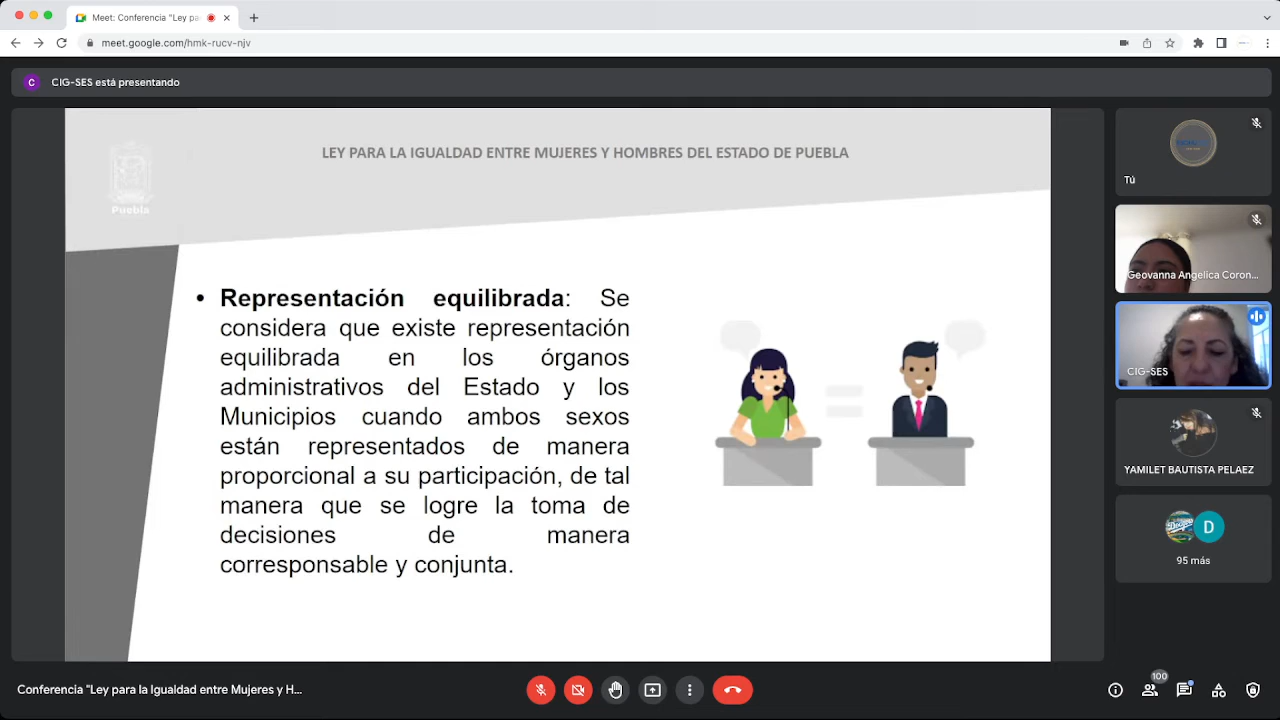 Meet: Conferencia "Ley pa
meet.google.com/hmk-rucv-njv
C
CIG-SES está presentando
Puebla
LEY PARA LA IGUALDAD ENTRE MUJERES Y HOMBRES DEL ESTADO DE PUEBLA
• Representación equilibrada: Se
considera que existe representación
equilibrada en los órganos
administrativos del Estado y los
Municipios cuando ambos sexos
están representados de manera
proporcional a su participación, de tal
manera que se logre la toma de
decisiones de manera
corresponsable y conjunta.
Tú
Geovanna Angelica Coron...
CIG-SES
YAMILET BAUTISTA PELAEZ
D
95 más
Conferencia "Ley para la Igualdad entre Mujeres y H...
100